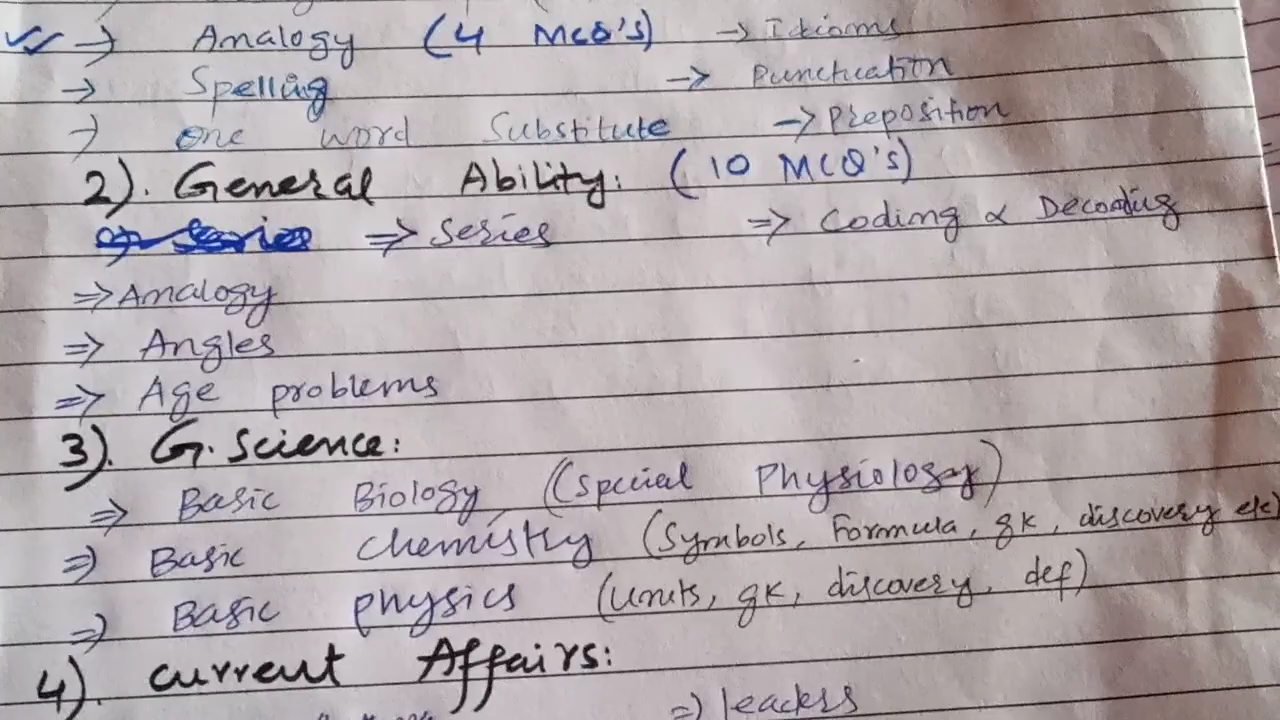 → Analogy (4 MCQ'S) → Idioms
→ Spelling → Punctication
→ One word Substitute → Preposition
2). General Ability: (10 MCQ'S)
⇒ Series ⇒ Series ⇒ Coding & Decoding
⇒ Analogy
⇒ Angles
⇒ Age problems
3). G. Science:
⇒ Basic Biology (Special Physiology)
⇒ Basic chemistry (Symbols, Formula, gk, discovery etc)
⇒ Basic physics (Units, gk, discovery, def)
4). Current Affairs:
⇒ leaders